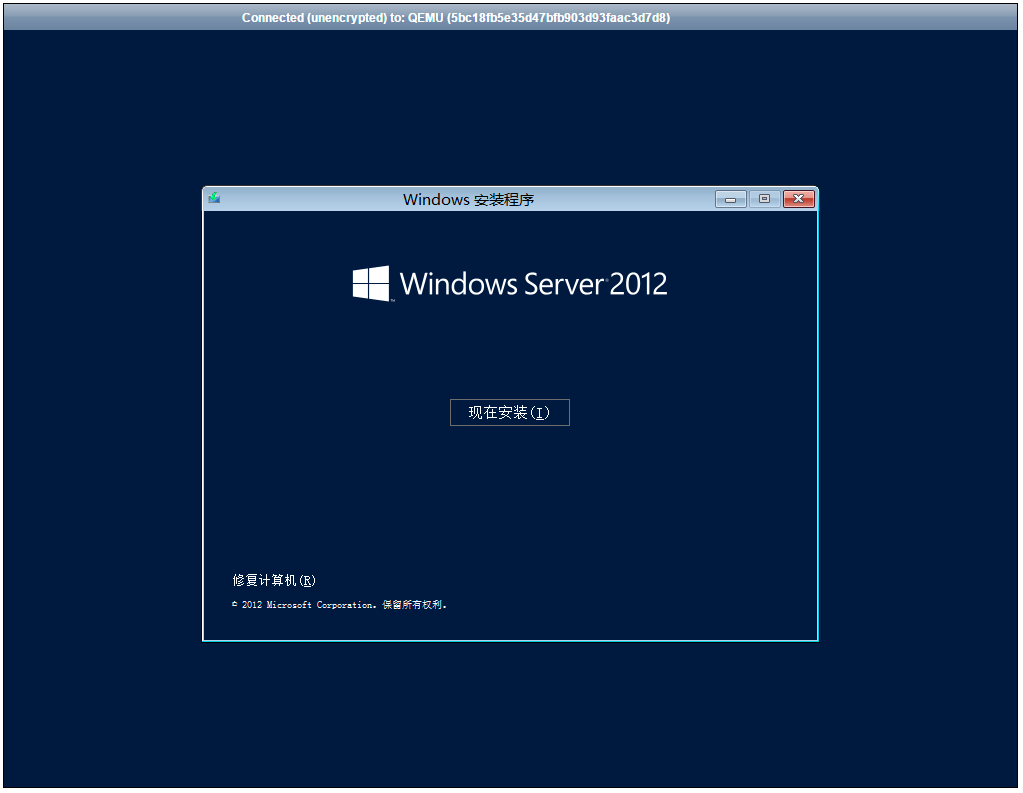 Connected (unencrypted) to: QEMU (5bc18fb5e35d47bfb903d93faac3d7d8)
Windows 安装程序
Windows Server 2012
现在安装(I)
修复计算机(R)
© 2012 Microsoft Corporation. 保留所有权利。